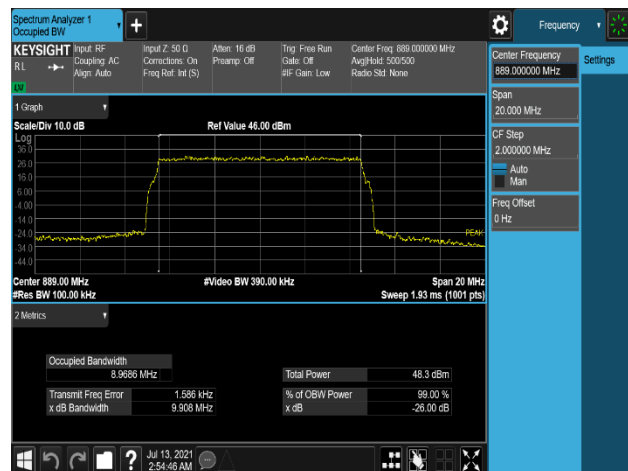 Spectrum Analyzer 1
Occupied BW
Frequency
KEYSIGHT
R L
Input: RF
Coupling: AC
Align: Auto
Input Z: 50 Ω
Corrections: On
Freq Ref: Int (S)
Atten: 16 dB
Preamp: Off
Trig: Free Run
Gate: Off
#IF Gain: Low
Center Freq: 889.000000 MHz
Avg|Hold: 500/500
Radio Std: None
Center Frequency
889.000000 MHz
Settings
Span
20.000 MHz
CF Step
2.000000 MHz
Auto
Man
Freq Offset
0 Hz
1 Graph
Scale/Div 10.0 dB
Ref Value 46.00 dBm
Log
36.0
26.0
16.0
6.00
-4.00
-14.0
-24.0
-34.0
-44.0
PEAK
Center 889.00 MHz
#Video BW 390.00 kHz
Span 20 MHz
#Res BW 100.00 kHz
Sweep 1.93 ms (1001 pts)
2 Metrics
Occupied Bandwidth
8.9686 MHz
Total Power
48.3 dBm
Transmit Freq Error
1.586 kHz
% of OBW Power
99.00 %
x dB Bandwidth
9.908 MHz
x dB
-26.00 dB
?
Jul 13, 2021
2:54:46 AM